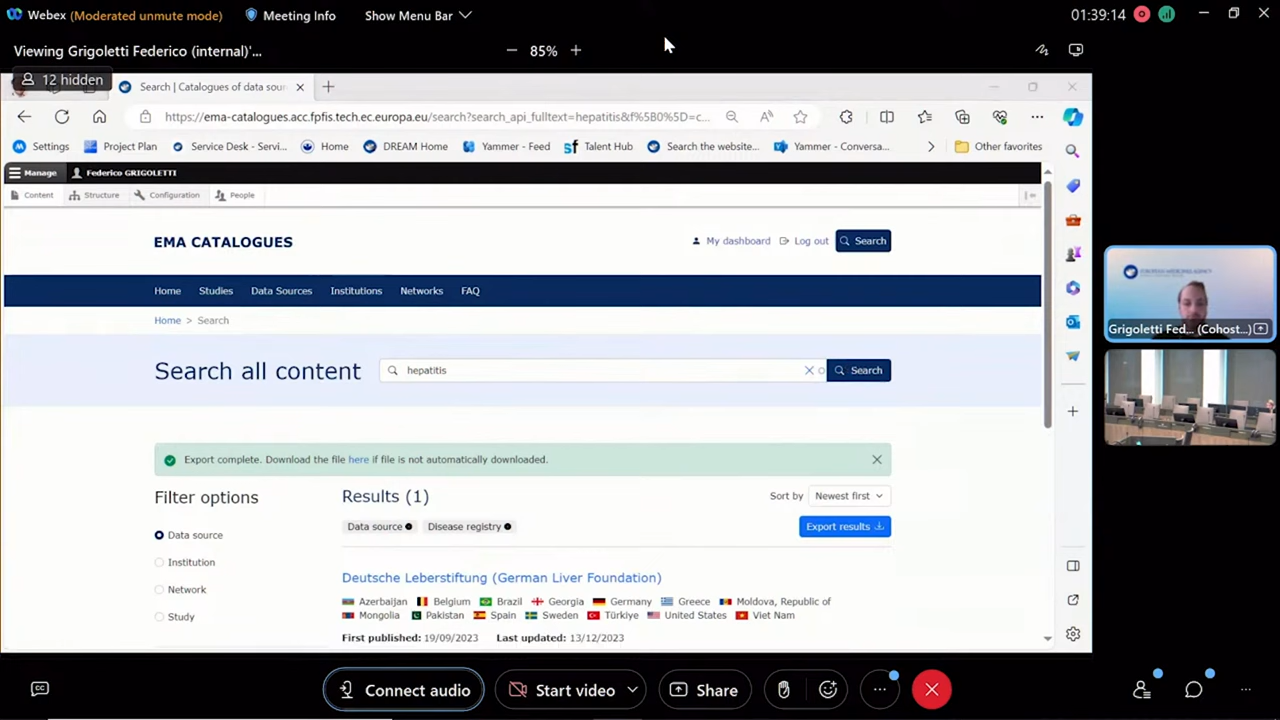 Webex (Moderated unmute mode) Meeting Info Show Menu Bar 01:39:14
Viewing Grigoletti Federico (internal)'... 85%
12 hidden
Search | Catalogues of data sou
https://ema-catalogues.acc.fpfis.tech.ec.europa.eu/search?search_api_fulltext=hepatitis&f%5B0%5D=c...
Settings Project Plan Service Desk - Servi... Home DREAM Home Yammer - Feed Talent Hub Search the website... Yammer - Conversa... Other favorites
Manage Federico GRIGOLETTI
Content Structure Configuration People
EMA CATALOGUES My dashboard Log out Search
Home Studies Data Sources Institutions Networks FAQ
Home > Search
Search all content hepatitis Search
Export complete. Download the file here if file is not automatically downloaded.
Filter options Results (1) Sort by Newest first
Data source Disease registry Export results
Data source
Institution
Network
Study
Deutsche Leberstiftung (German Liver Foundation)
Azerbaijan Belgium Brazil Georgia Germany Greece Moldova, Republic of
Mongolia Pakistan Spain Sweden Türkiye United States Viet Nam
First published: 19/09/2023 Last updated: 13/12/2023
Grigoletti Fed... (Cohost...)
Connect audio Start video Share